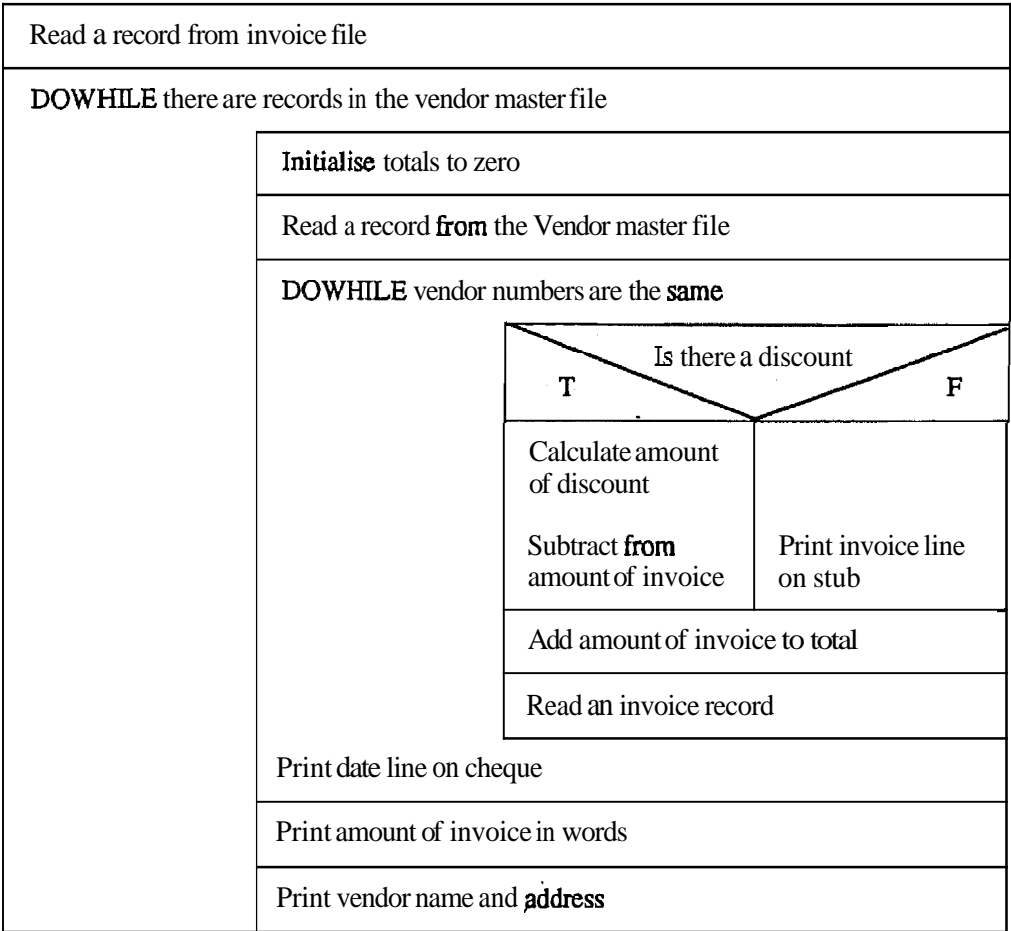 Read a record from invoice file
DOWHILE there are records in the vendor master file
Initialise totals to zero
Read a record from the Vendor master file
DOWHILE vendor numbers are the same
Is there a discount
T
F
Calculate amount
of discount
Subtract from
amount of invoice
Print invoice line
on stub
Add amount of invoice to total
Read an invoice record
Print date line on cheque
Print amount of invoice in words
Print vendor name and address